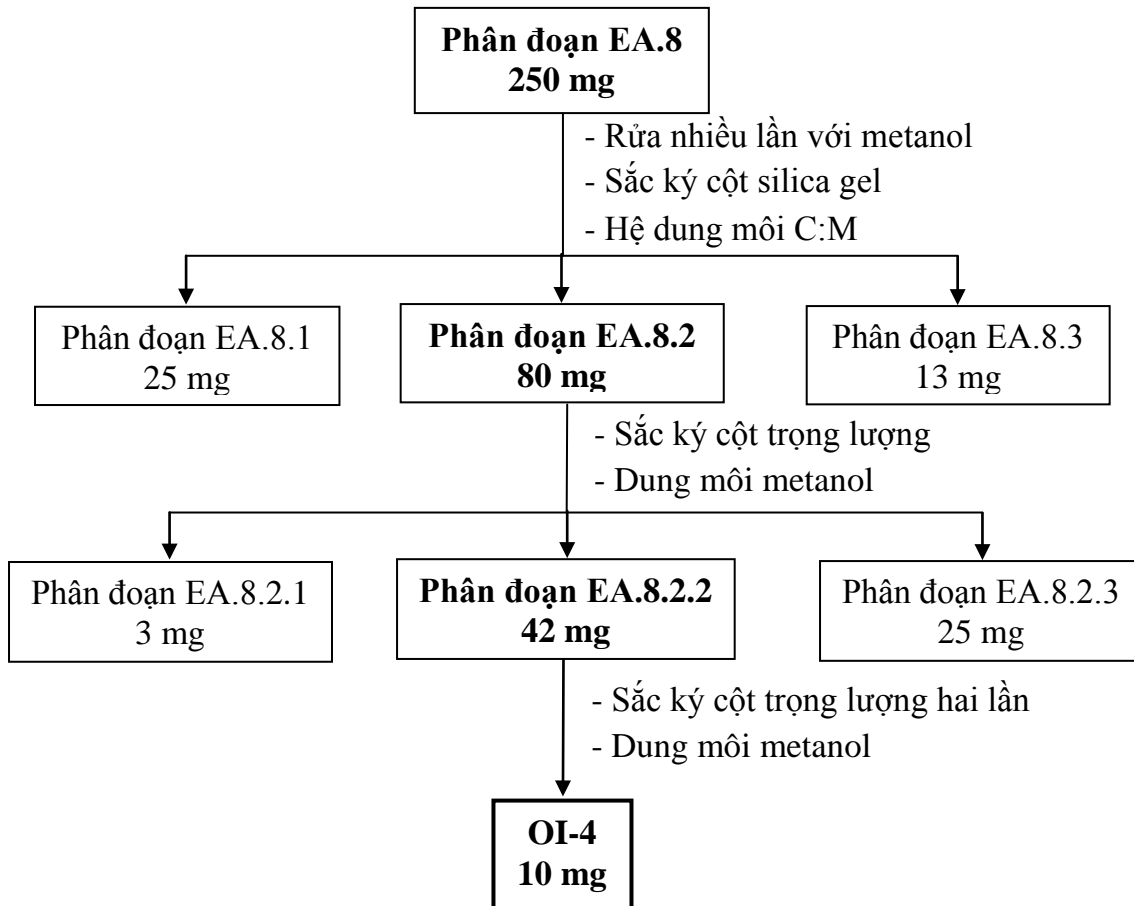 Phân đoạn EA.8
250 mg
- Rửa nhiều lần với metanol
- Sắc ký cột silica gel
- Hệ dung môi C:M
Phân đoạn EA.8.1
25 mg
Phân đoạn EA.8.2
80 mg
Phân đoạn EA.8.3
13 mg
- Sắc ký cột trọng lượng
- Dung môi metanol
Phân đoạn EA.8.2.1
3 mg
Phân đoạn EA.8.2.2
42 mg
Phân đoạn EA.8.2.3
25 mg
- Sắc ký cột trọng lượng hai lần
- Dung môi metanol
OI-4
10 mg